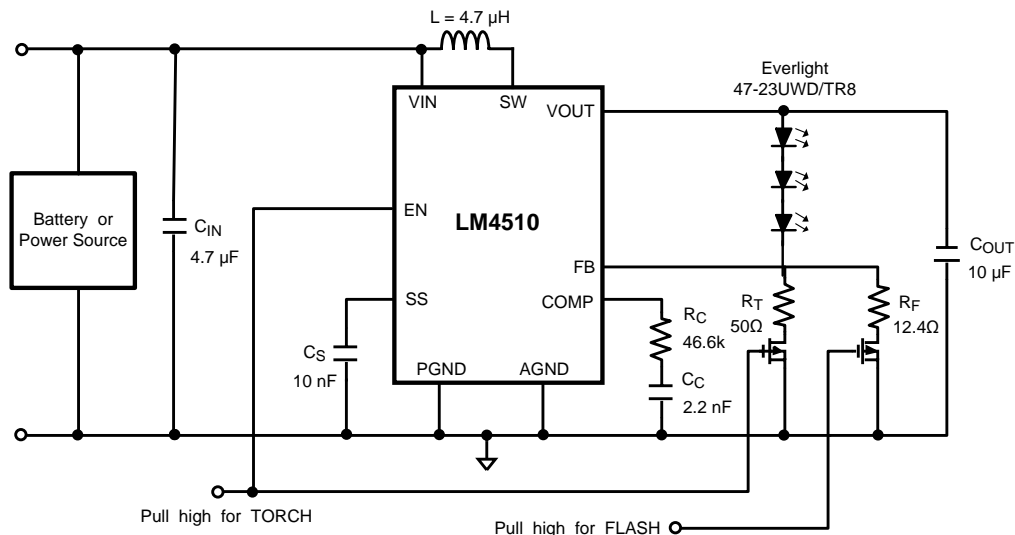 L = 4.7 µH
Everlight
47-23UWD/TR8
VIN
SW
VOUT
Battery or
Power Source
CIN
4.7 µF
EN
LM4510
COUT
10 µF
FB
SS
COMP
RT
50Ω
RF
12.4Ω
RC
46.6k
CS
10 nF
PGND
AGND
CC
2.2 nF
Pull high for TORCH
Pull high for FLASH